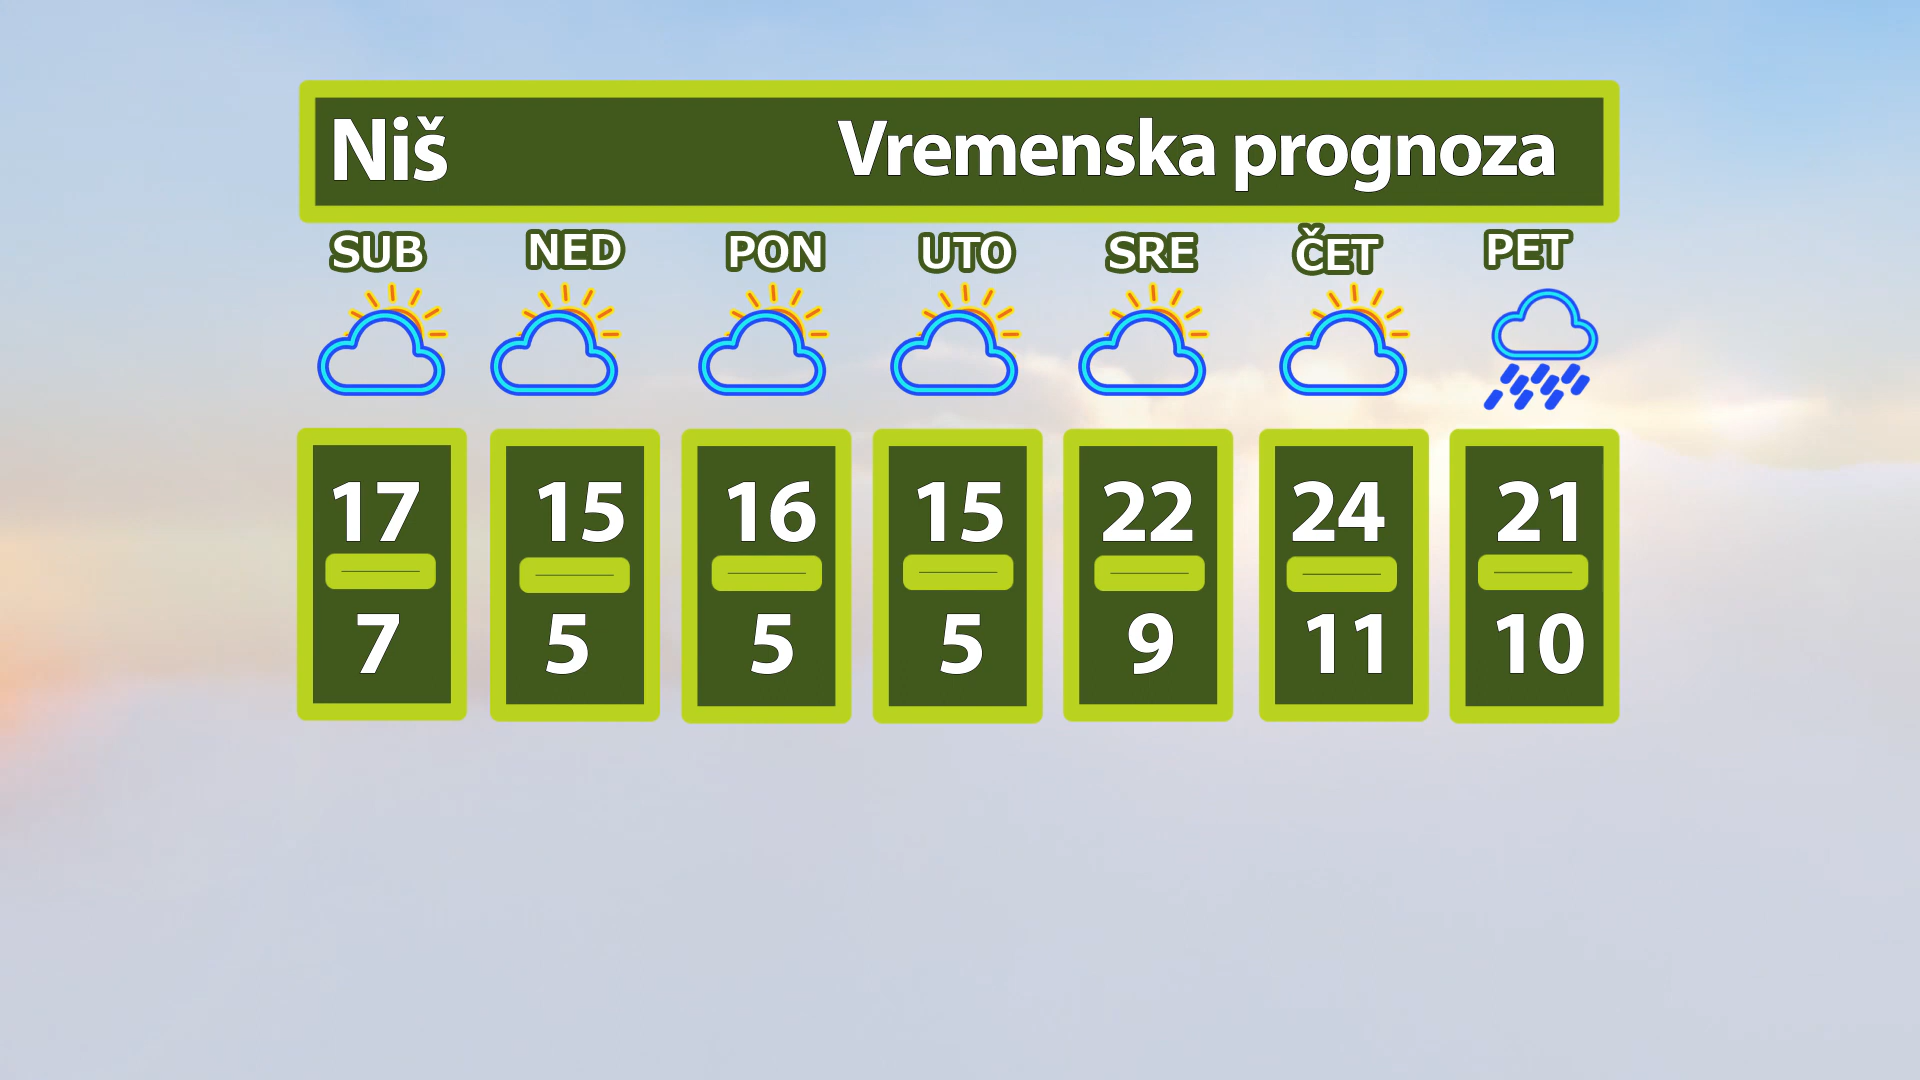 Niš Vremenska prognoza
SUB NED PON UTO SRE ČET PET
17 15 16 15 22 24 21
7 5 5 5 9 11 10